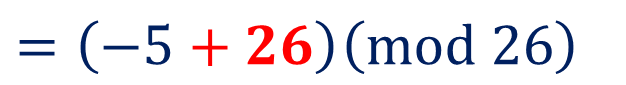 = (−5 + 26)(mod 26)